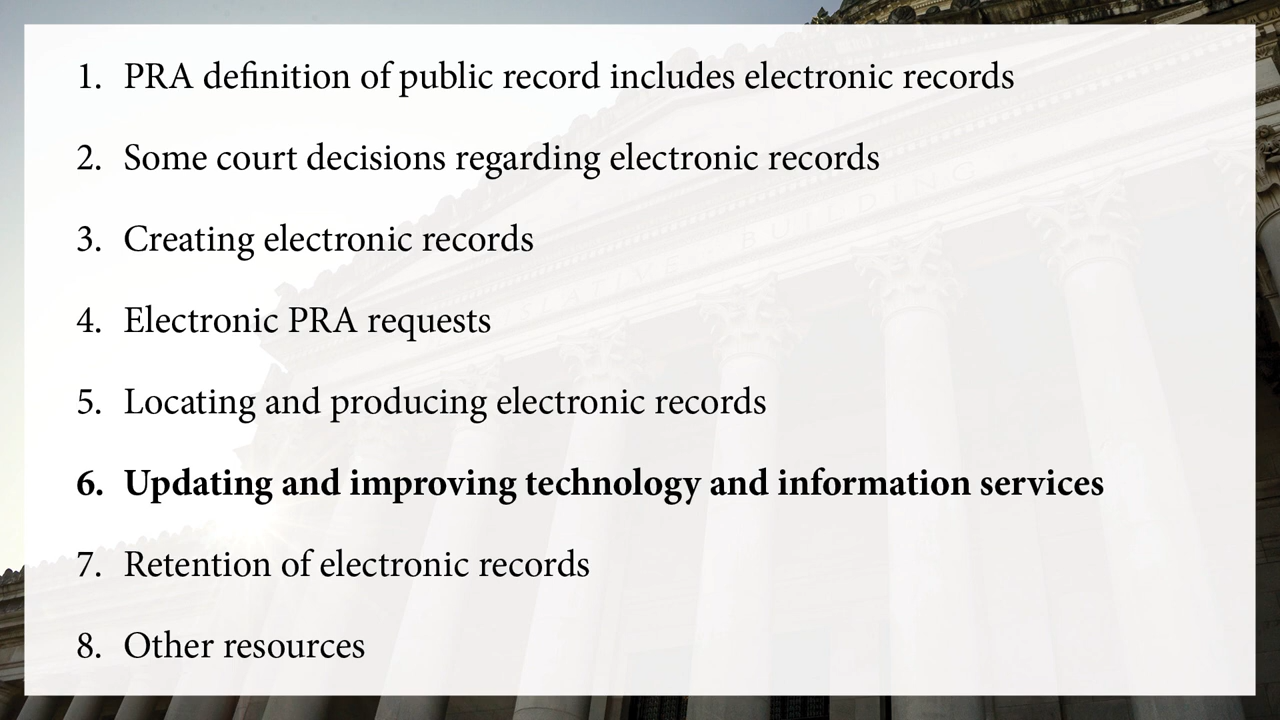 1. PRA definition of public record includes electronic records
2. Some court decisions regarding electronic records
3. Creating electronic records
4. Electronic PRA requests
5. Locating and producing electronic records
6. Updating and improving technology and information services
7. Retention of electronic records
8. Other resources
BUILDING